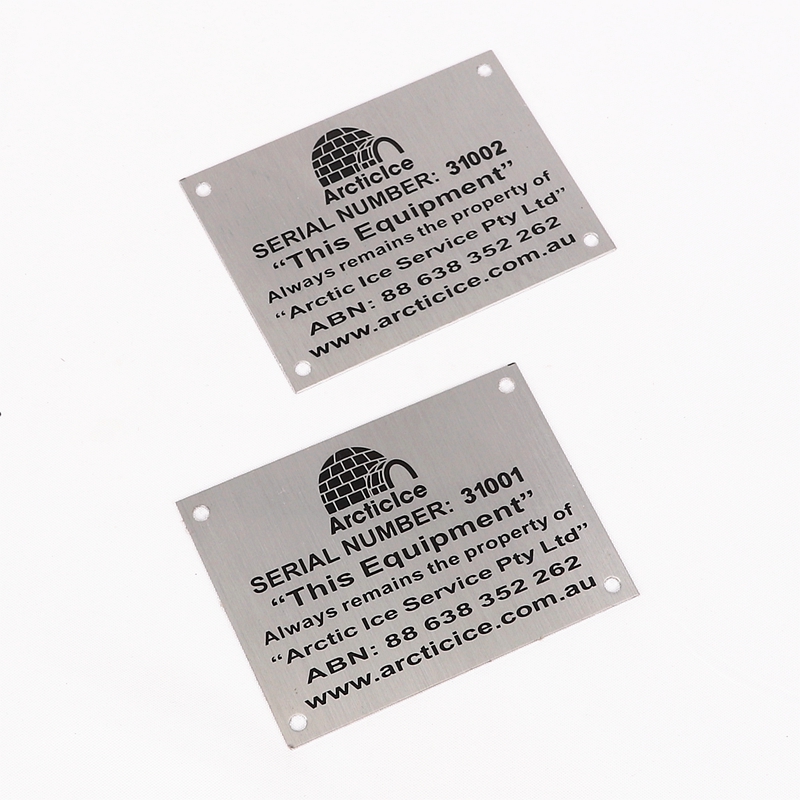 ArcticIce
SERIAL NUMBER: 31002
“This Equipment”
Always remains the property of
“Arctic Ice Service Pty Ltd”
ABN: 88 638 352 262
www.arcticice.com.au
ArcticIce
SERIAL NUMBER: 31001
“This Equipment”
Always remains the property of
“Arctic Ice Service Pty Ltd”
ABN: 88 638 352 262
www.arcticice.com.au